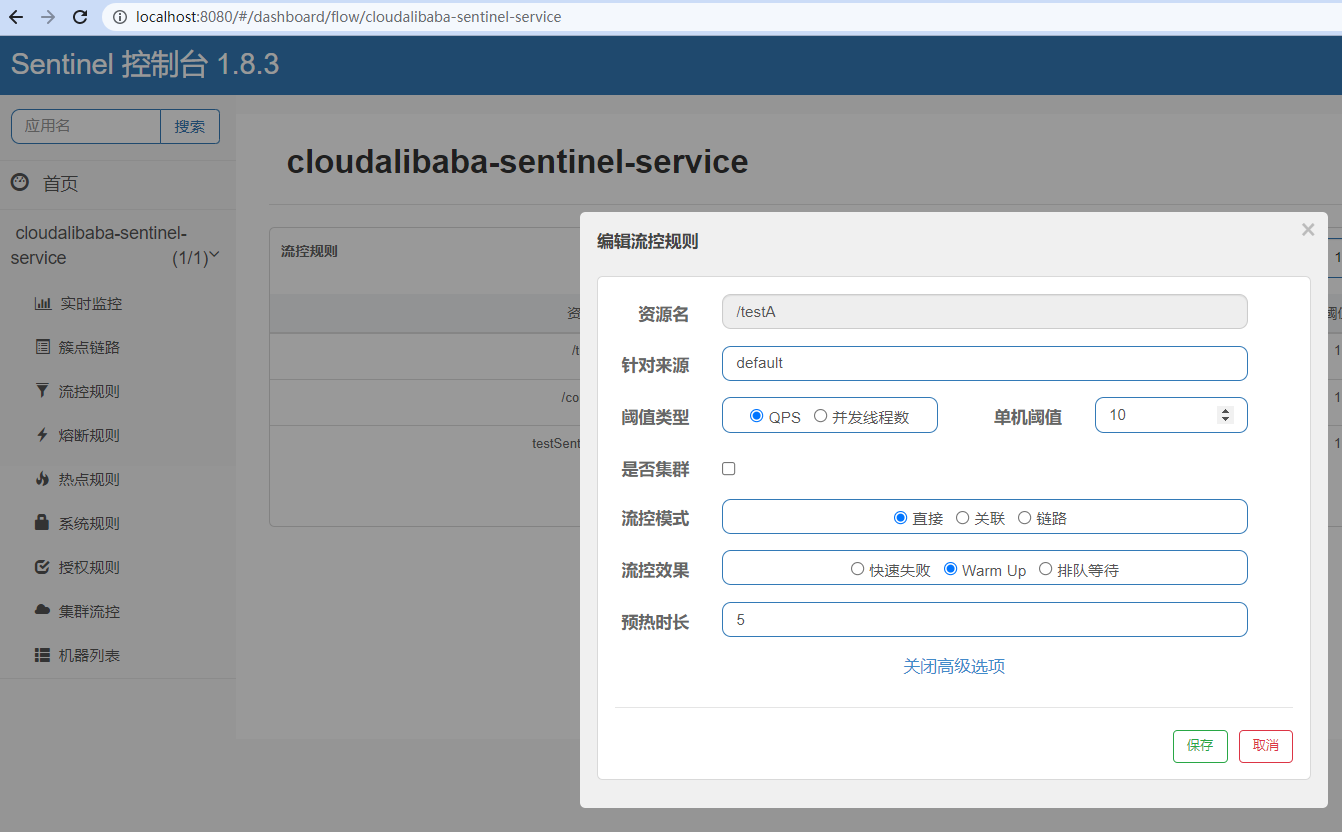 localhost:8080/#/dashboard/flow/cloudalibaba-sentinel-service
Sentinel 控制台 1.8.3
应用名 搜索
首页
cloudalibaba-sentinel-
service (1/1)
实时监控
簇点链路
流控规则
熔断规则
热点规则
系统规则
授权规则
集群流控
机器列表
cloudalibaba-sentinel-service
流控规则
资
/t
/co
testSent
编辑流控规则
×
资源名 /testA
针对来源 default
阈值类型 QPS 并发线程数 单机阈值 10
是否集群
流控模式 直接 关联 链路
流控效果 快速失败 Warm Up 排队等待
预热时长 5
关闭高级选项
保存 取消